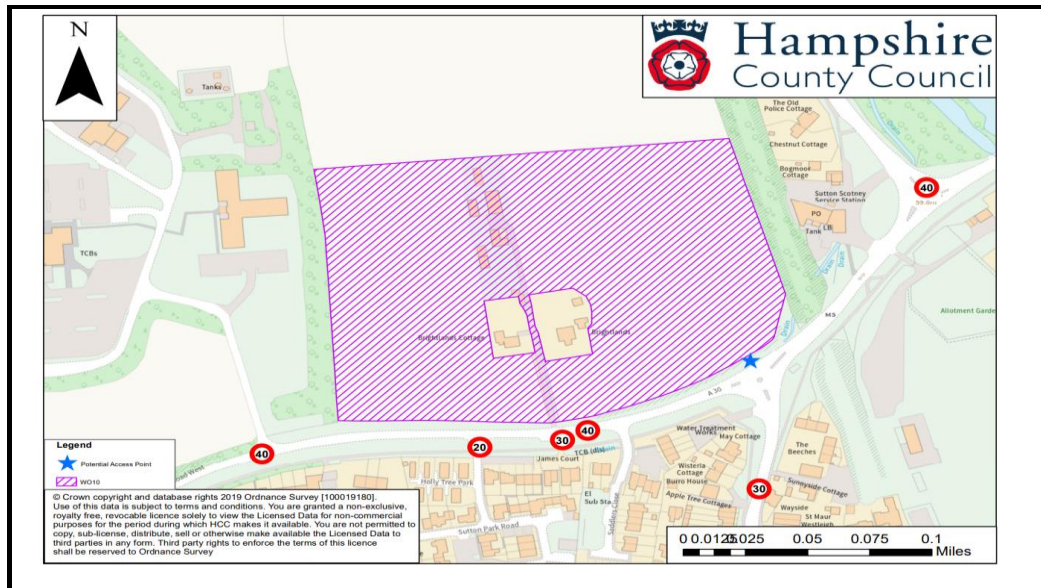 N
Hampshire
County Council
Tanks
The Old
Police Cottage
Chestnut Cottage
Bogmoor
Cottage
Sutton Scotney
Service Station
40
PO
LB
Tank
Drain
Drain
Drain
Drain
TCBs
MS
Allotment Garde
Brightlands Cottage
Brightlands
A 30
40
30
20
40
TCB
James Court
Water Treatment
Works
May Cottage
The
Beeches
Wisteria
Cottage
Burro House
Sunnyside Cottage
30
Apple Tree Cottages
Wayside
St Maur
Holly Tree Park
El
Sub Sta
Sutton Park Road
oad West
Legend
Potential Access Point
WO10
© Crown copyright and database rights 2019 Ordnance Survey [100019180].
Use of this data is subject to terms and conditions. You are granted a non-exclusive,
royalty free, revocable licence solely to view the Licensed Data for non-commercial
purposes for the period during which HCC makes it available. You are not permitted to
copy, sub-license, distribute, sell or otherwise make available the Licensed Data to
third parties in any form. Third party rights to enforce the terms of this licence
shall be reserved to Ordnance Survey
0 0.0125 0.025 0.05 0.075 0.1
Miles